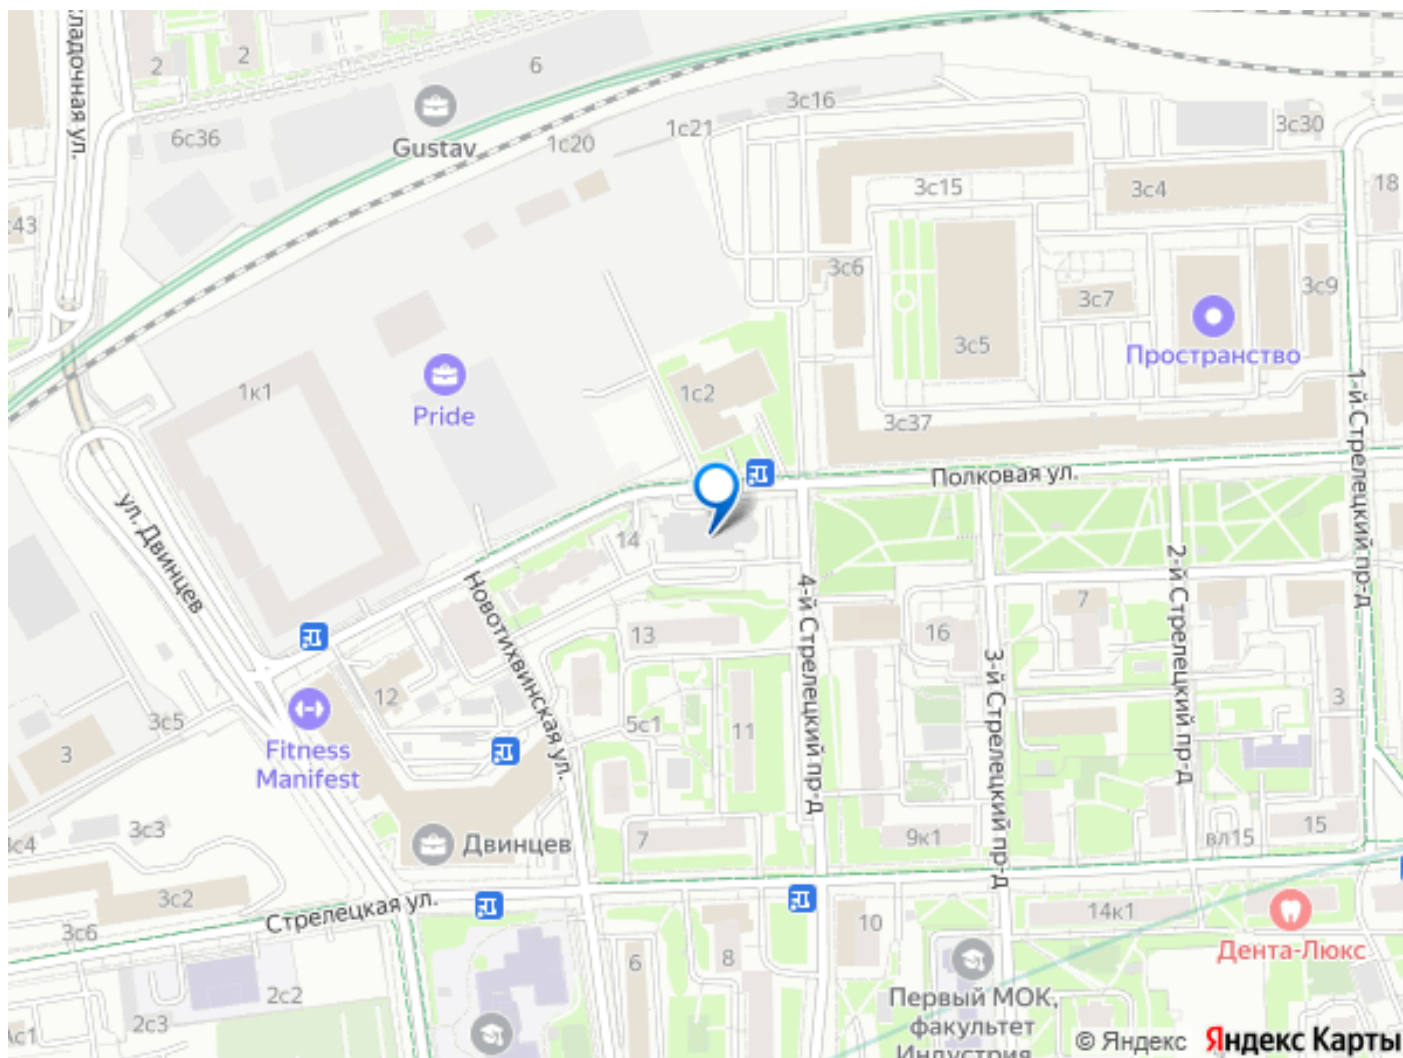 кладочная ул.
2
2
6
Gustav
6с36
1с20
1с21
3с16
3с30
3с15
3с4
18
с43
3с6
3с7
3с9
3с5
Пространство
1к1
Pride
1с2
3с37
1-й Стрелецкий пр-д
Полковая ул.
ул. Двинцев
14
Новотихвинская ул.
4-й Стрелецкий пр-д
2-й Стрелецкий пр-д
7
13
16
3-й Стрелецкий пр-д
12
3с5
3
Fitness
Manifest
5с1
11
3
3с3
3с4
Двинцев
7
9к1
вл15
15
3с2
Стрелецкая ул.
3с6
14к1
10
8
6
Дента-Люкс
2с2
2с3
Первый МОК,
факультет
Индустрия
© Яндекс Яндекс Карты